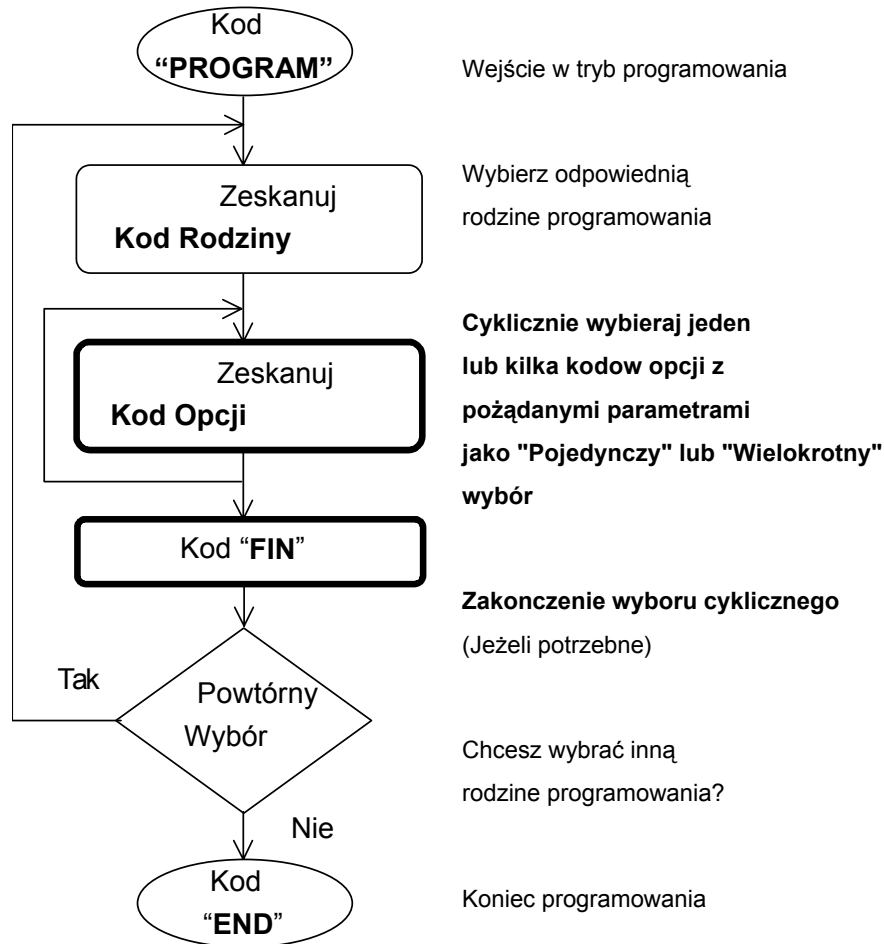 Kod
“PROGRAM”
Wejście w tryb programowania
Zeskanuj
Kod Rodziny
Wybierz odpowiednią
rodzine programowania
Zeskanuj
Kod Opcji
Cyklicznie wybieraj jeden
lub kilka kodow opcji z
pożądanymi parametrami
jako "Pojedynczy" lub "Wielokrotny"
wybór
Kod “FIN”
Zakonczenie wyboru cyklicznego
(Jeżeli potrzebne)
Tak
Powtórny
Wybór
Chcesz wybrać inną
rodzine programowania?
Nie
Kod
“END”
Koniec programowania